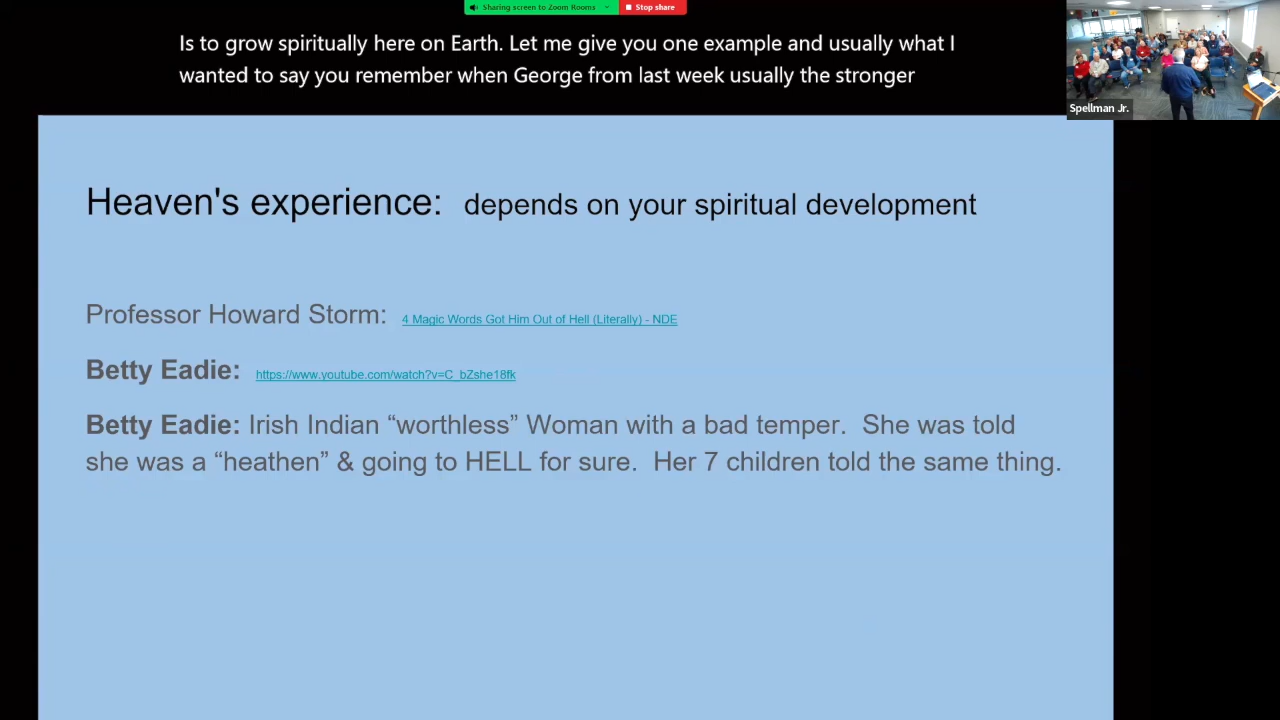 Sharing screen to Zoom Rooms
Stop share
Is to grow spiritually here on Earth. Let me give you one example and usually what I
wanted to say you remember when George from last week usually the stronger
Spellman Jr.
Heaven's experience: depends on your spiritual development
Professor Howard Storm: 4 Magic Words Got Him Out of Hell (Literally) - NDE
Betty Eadie: https://www.youtube.com/watch?v=C_bZshe18fk
Betty Eadie: Irish Indian “worthless” Woman with a bad temper. She was told
she was a “heathen” & going to HELL for sure. Her 7 children told the same thing.